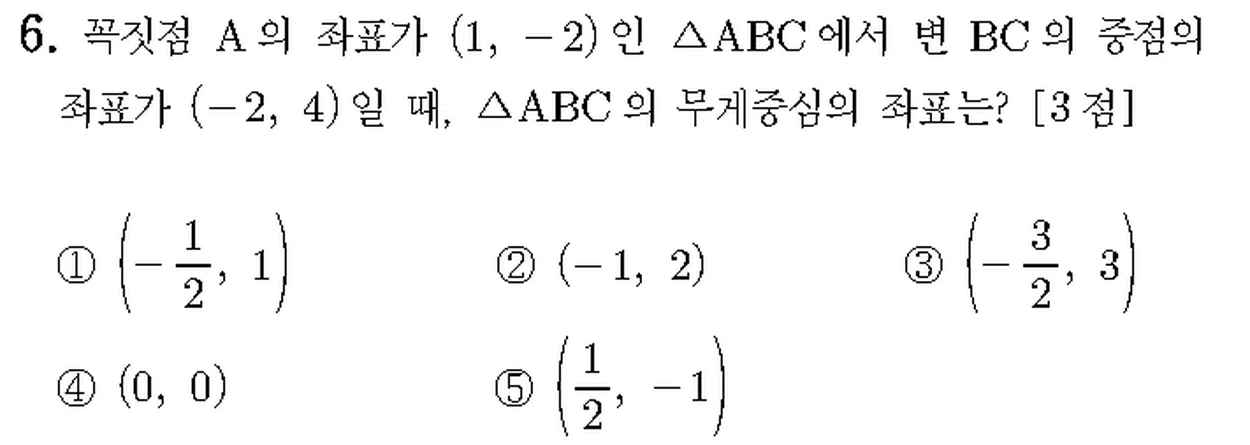 6. 꼭짓점 A의 좌표가 (1, -2)인 △ABC에서 변 BC의 중점의
좌표가 (-2, 4)일 때, △ABC의 무게중심의 좌표는? [3점]
① (-1/2, 1) ② (-1, 2) ③ (-3/2, 3)
④ (0, 0) ⑤ (1/2, -1)